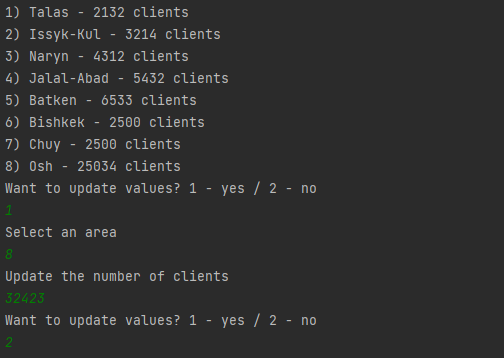 1) Talas - 2132 clients
2) Issyk-Kul - 3214 clients
3) Naryn - 4312 clients
4) Jalal-Abad - 5432 clients
5) Batken - 6533 clients
6) Bishkek - 2500 clients
7) Chuy - 2500 clients
8) Osh - 25034 clients
Want to update values? 1 - yes / 2 - no
1
Select an area
8
Update the number of clients
32423
Want to update values? 1 - yes / 2 - no
2